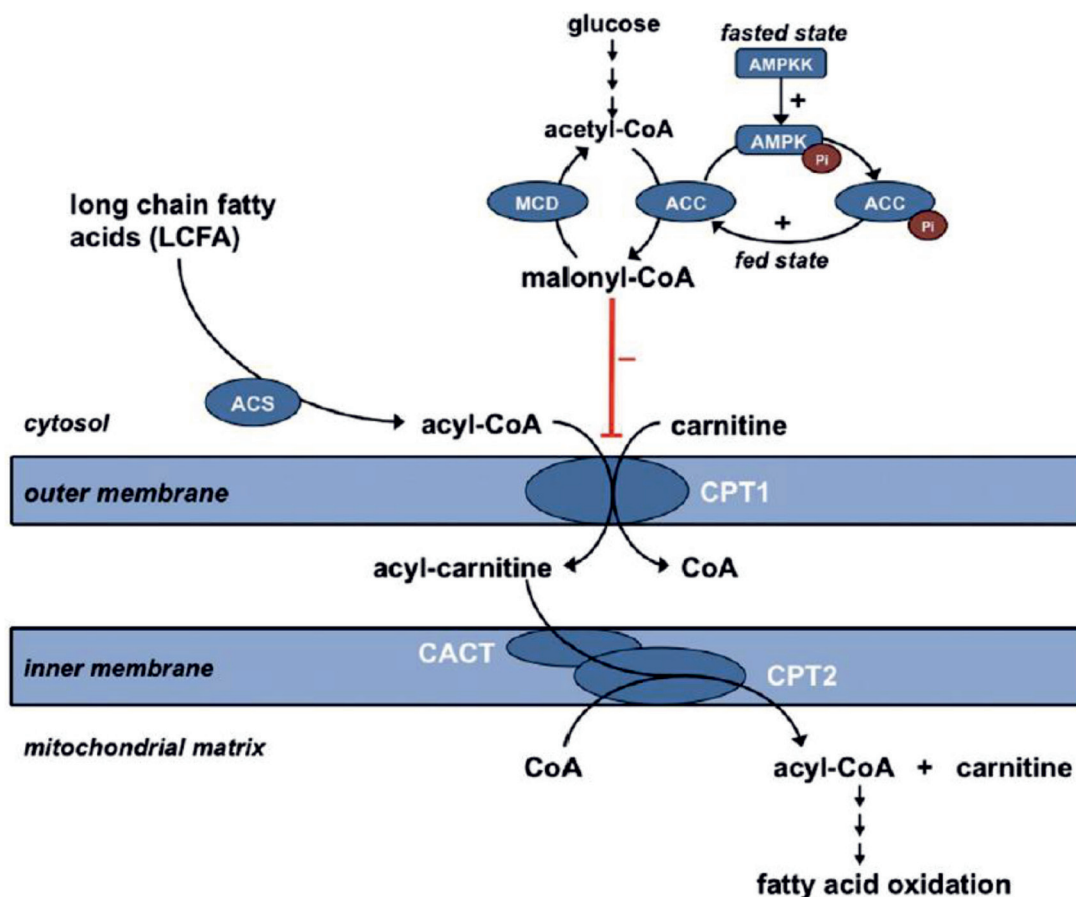 glucose
fasted state
AMPKK
+
acetyl-CoA
AMPK
Pi
long chain fatty
acids (LCFA)
MCD
ACC
ACC
Pi
+
fed state
malonyl-CoA
–
ACS
cytosol
acyl-CoA
carnitine
outer membrane
CPT1
acyl-carnitine
CoA
inner membrane
CACT
CPT2
mitochondrial matrix
CoA
acyl-CoA + carnitine
fatty acid oxidation